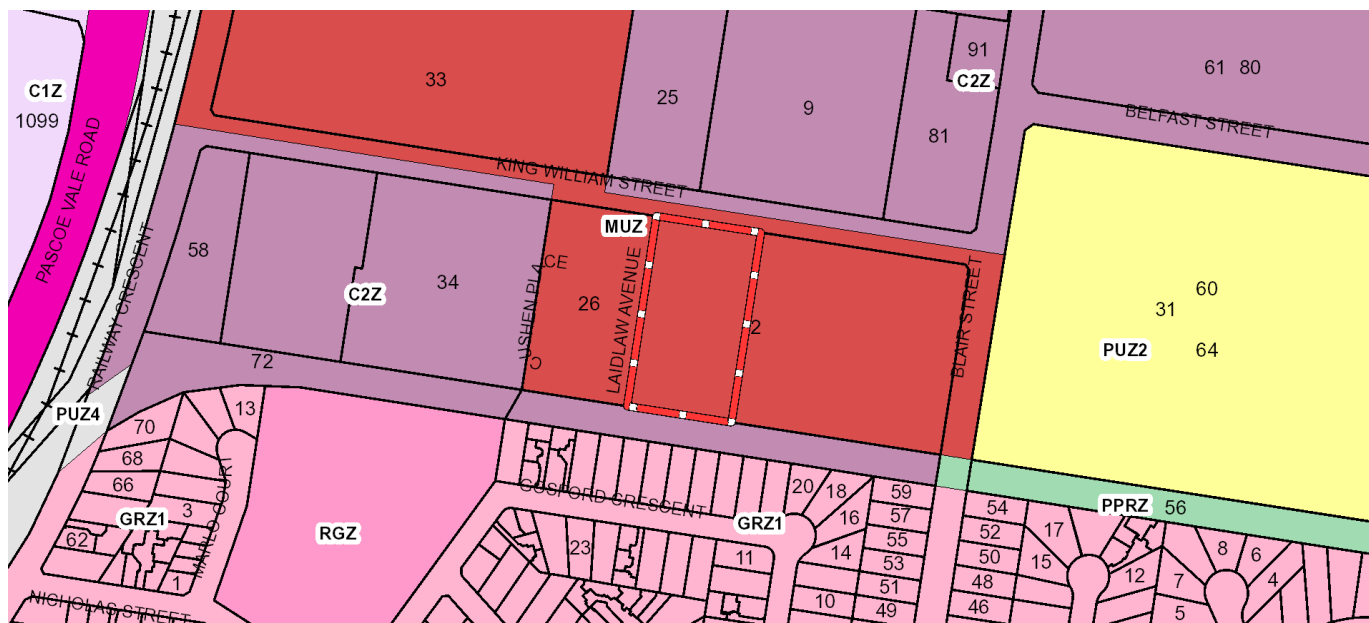 91
61 80
33
C2Z
C1Z
25
9
1099
BELFAST STREET
81
KING WILLIAM STREET
PASCOE VALE ROAD
MUZ
58
CE
34
C2Z
26
LAIDLAW AVENUE
USHEN PLA
C
RAILWAY CRESCENT
2
BLAIR STREET
60
31
64
PUZ2
72
PUZ4
13
70
68
66
3
GRZ1
62
MARLO COURT
1
NICHOLAS STREET
RGZ
GOSFORD CRESCENT
20
18
59
GRZ1
16
57
55
23
11
14
53
51
10
49
54
17
PPRZ
56
52
50
15
8
6
12
48
7
4
46
5